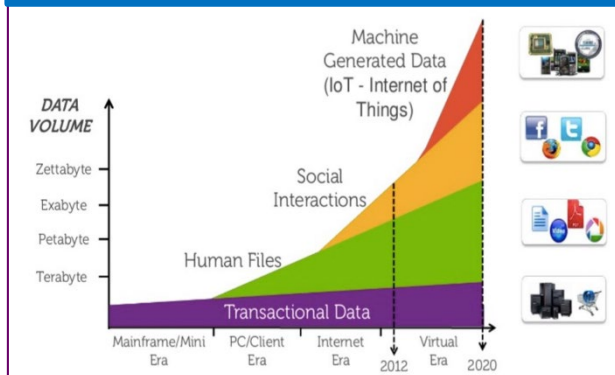 Machine
Generated Data
(IoT - Internet of
Things)
DATA
VOLUME
Zettabyte
Exabyte
Petabyte
Terabyte
Social
Interactions
Human Files
Transactional Data
Mainframe/Mini
Era
PC/Client
Era
Internet
Era
2012
Virtual
Era
2020